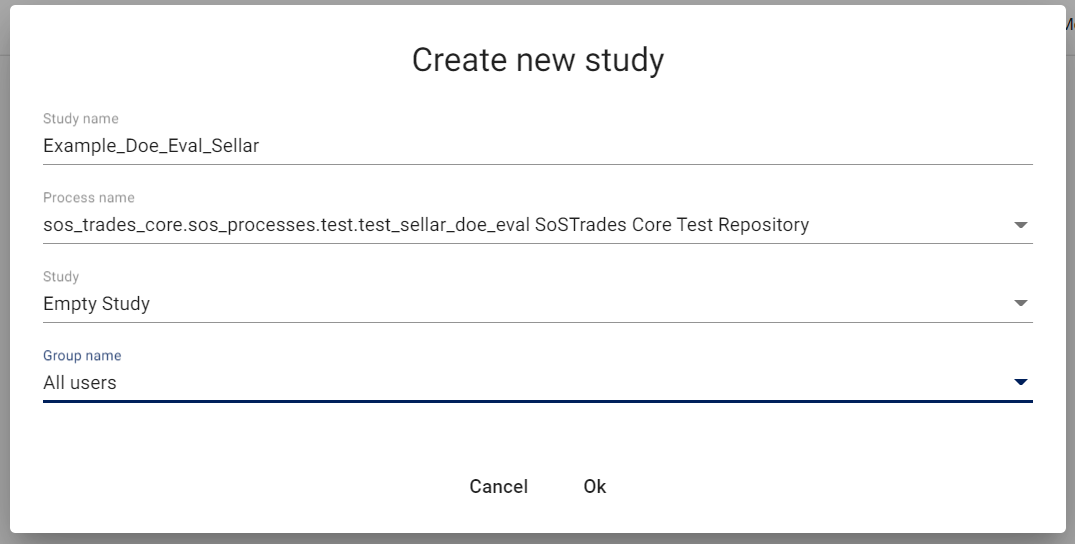 Create new study
Study name
Example_Doe_Eval_Sellar
Process name
sos_trades_core.sos_processes.test.test_sellar_doe_eval SoSTrades Core Test Repository
Study
Empty Study
Group name
All users
Cancel Ok